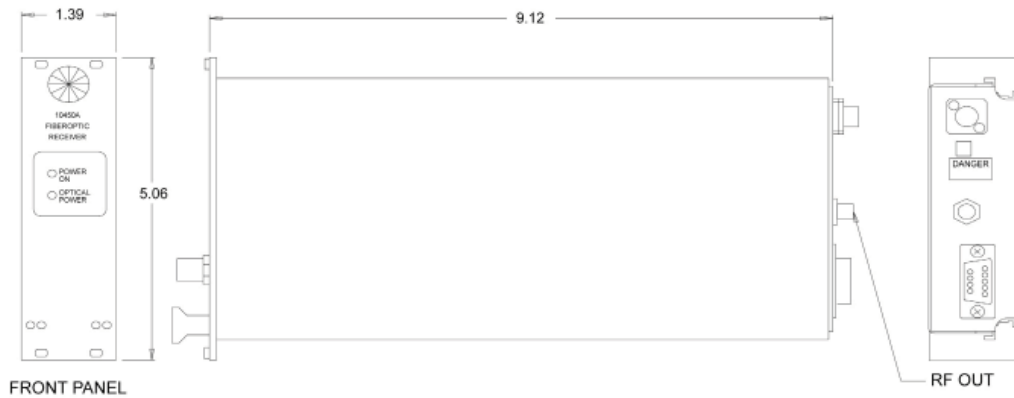 1.39
9.12
10450A
FIBEROPTIC
RECEIVER
POWER
ON
OPTICAL
POWER
5.06
DANGER
FRONT PANEL
RF OUT